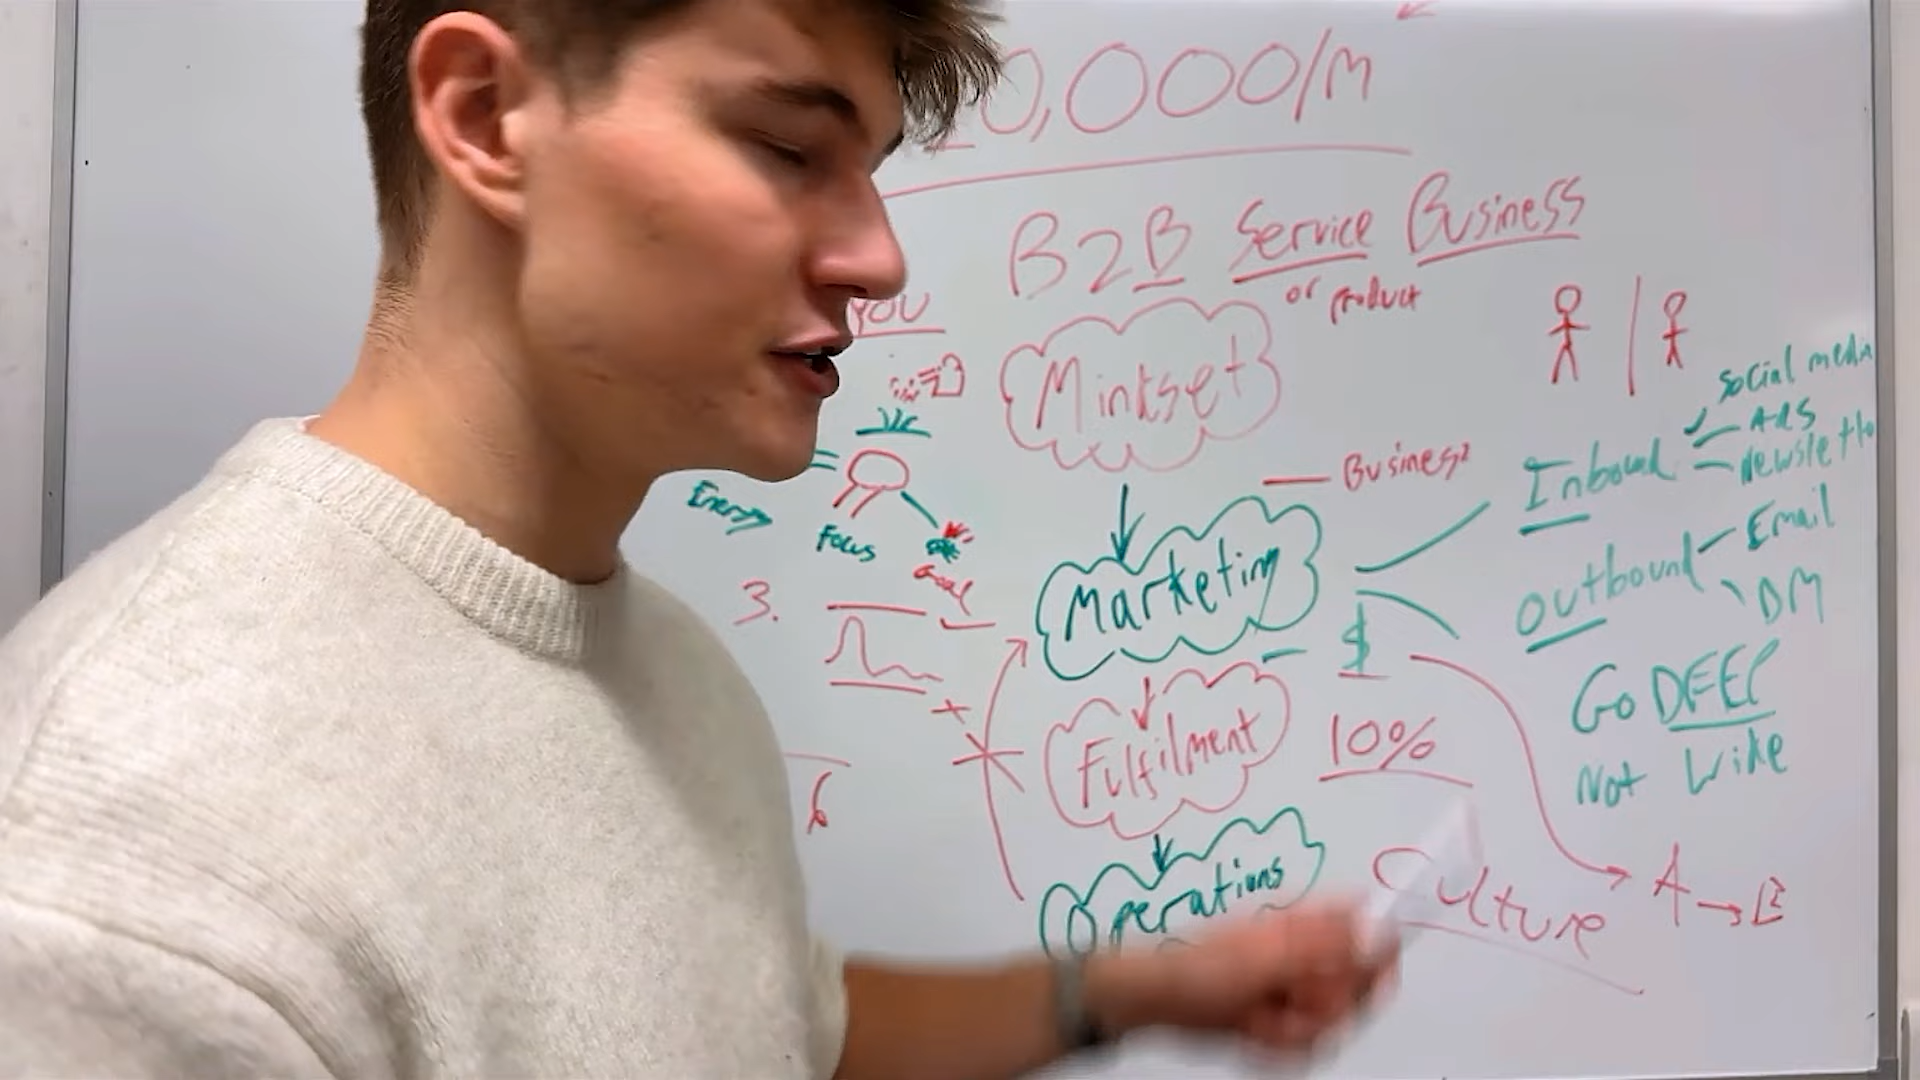 0,000/m
B2B Service Business
or product
YOU
Mindset
Energy
Focus
Goal
3.
Business?
Marketing
$
Inbound
Social media
Ads
Outbound
Email
DM
Go DEEP
Not Wide
Fulfilment
10%
Operations
Culture
A → B